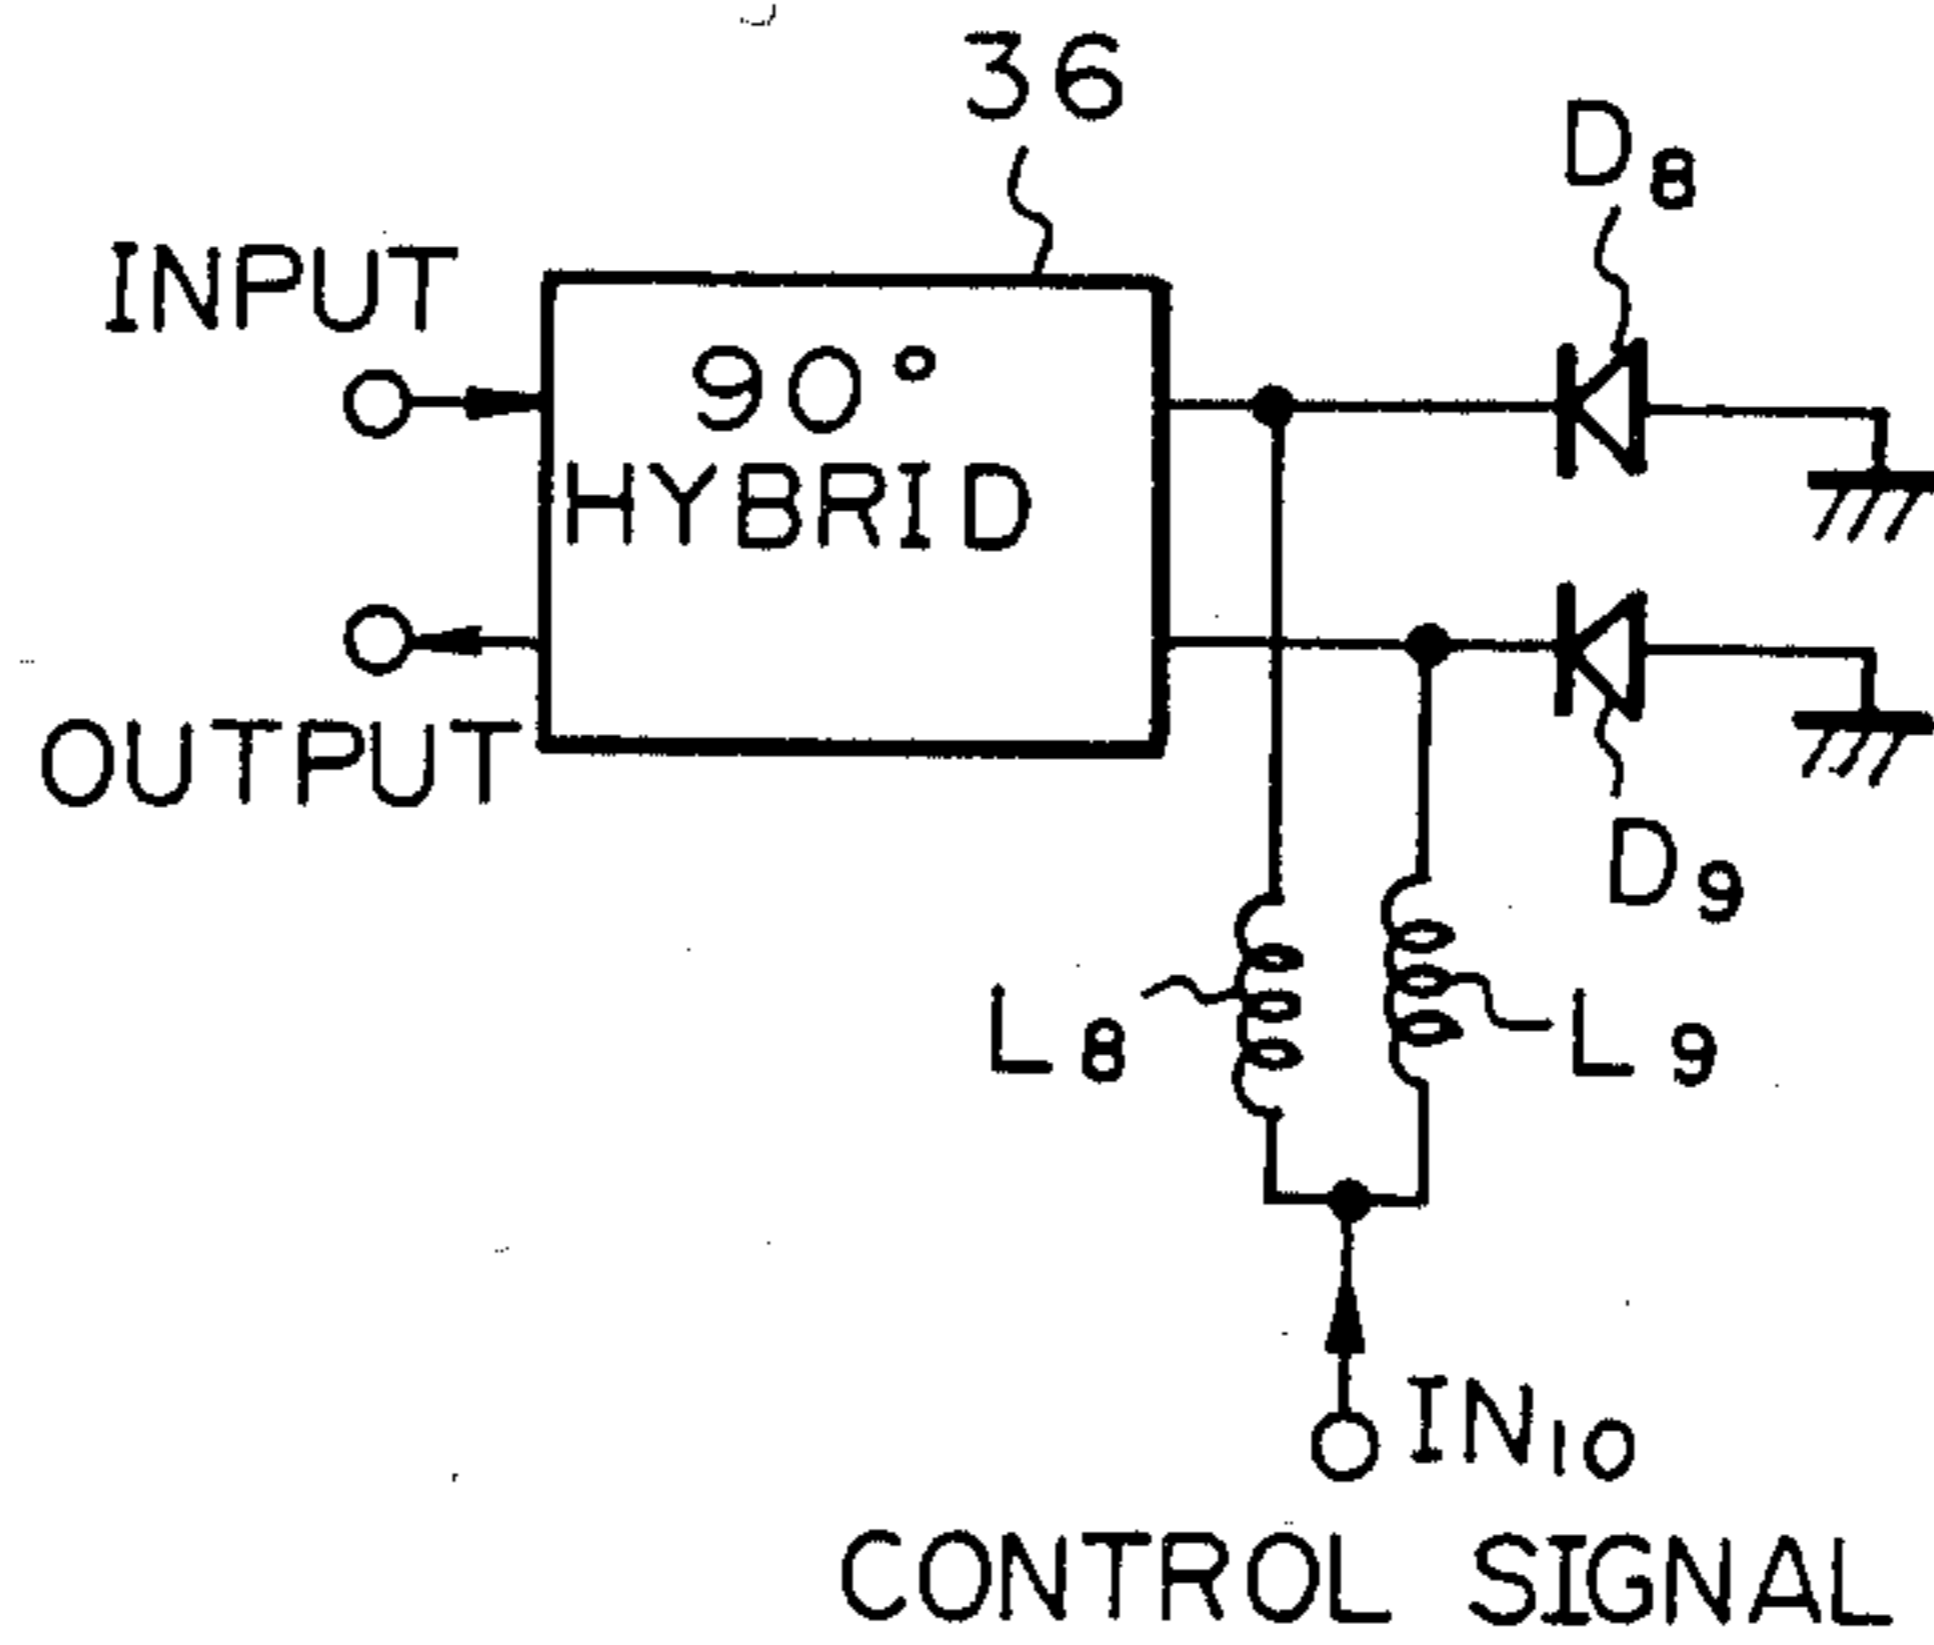 36
D8
INPUT
90°
HYBRID
OUTPUT
D9
L8
L9
IN10
CONTROL SIGNAL